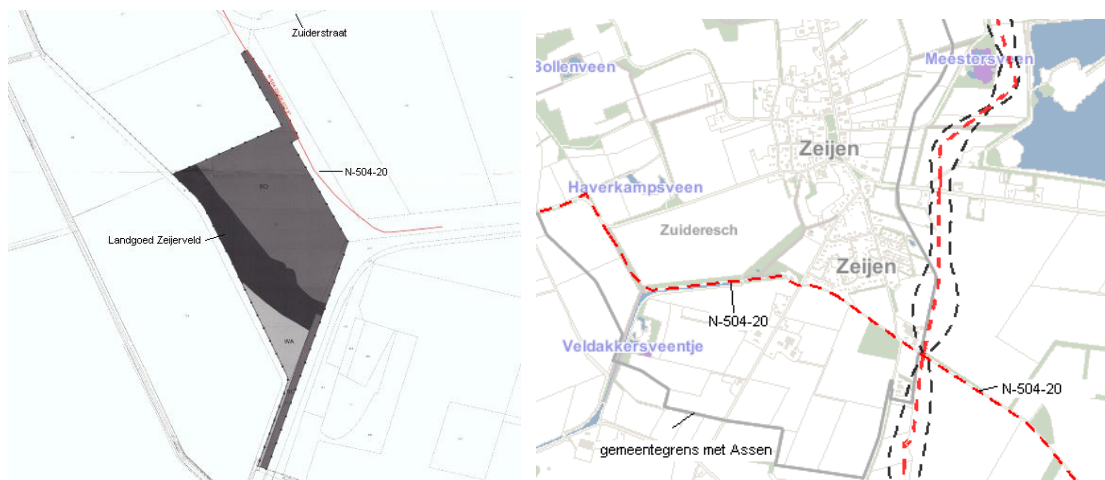 Zuiderstraat
N-504-20
Landgoed Zeijerveld
WA
Bollenveen
Meestersveen
Zeijen
Haverkampsveen
Zuideresch
Zeijen
N-504-20
Veldakkersveentje
N-504-20
gemeentegrens met Assen